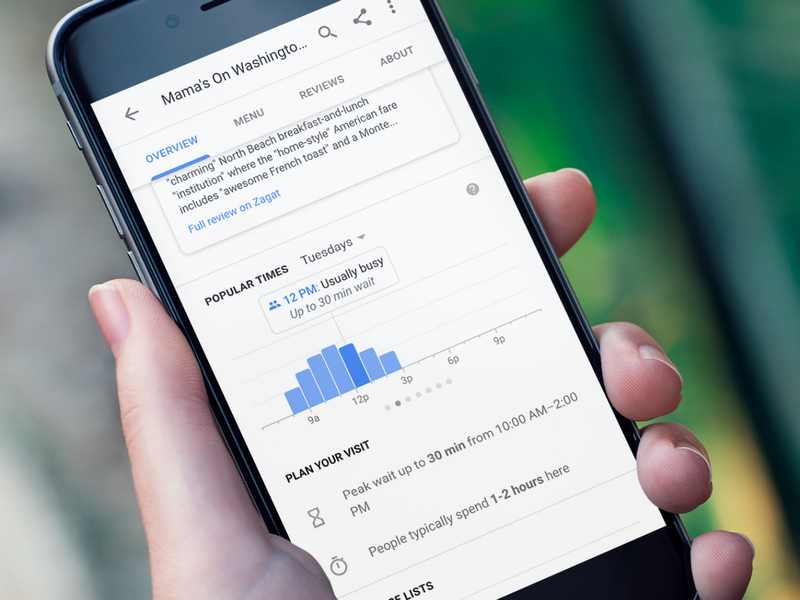 Mama's On Washingto...
OVERVIEW
MENU
REVIEWS
ABOUT
"charming" North Beach breakfast-and-lunch
"institution" where the "home-style" American fare
includes "awesome French toast" and a Monte...
Full review on Zagat
POPULAR TIMES
Tuesdays
12 PM: Usually busy
Up to 30 min wait
9a
12p
3p
6p
9p
PLAN YOUR VISIT
Peak wait up to 30 min from 10:00 AM–2:00
PM
People typically spend 1-2 hours here
LISTS